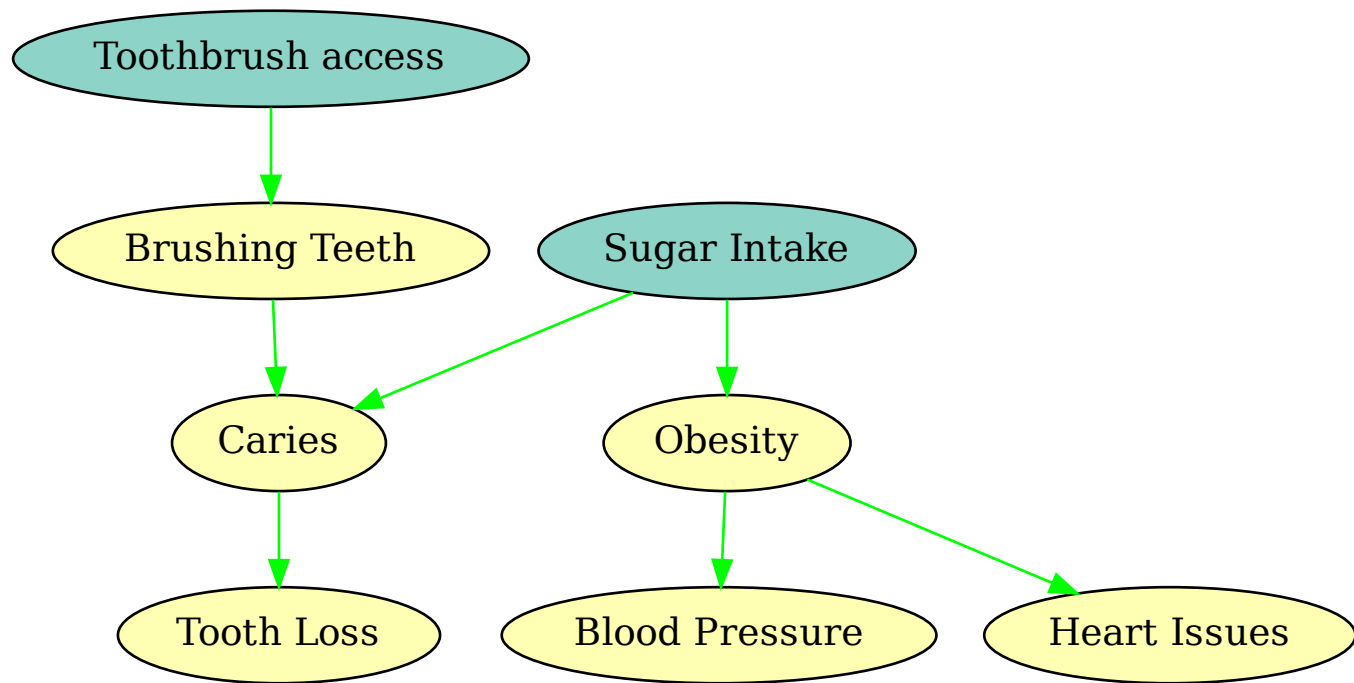 Toothbrush access
Brushing Teeth
Sugar Intake
Caries
Obesity
Tooth Loss
Blood Pressure
Heart Issues